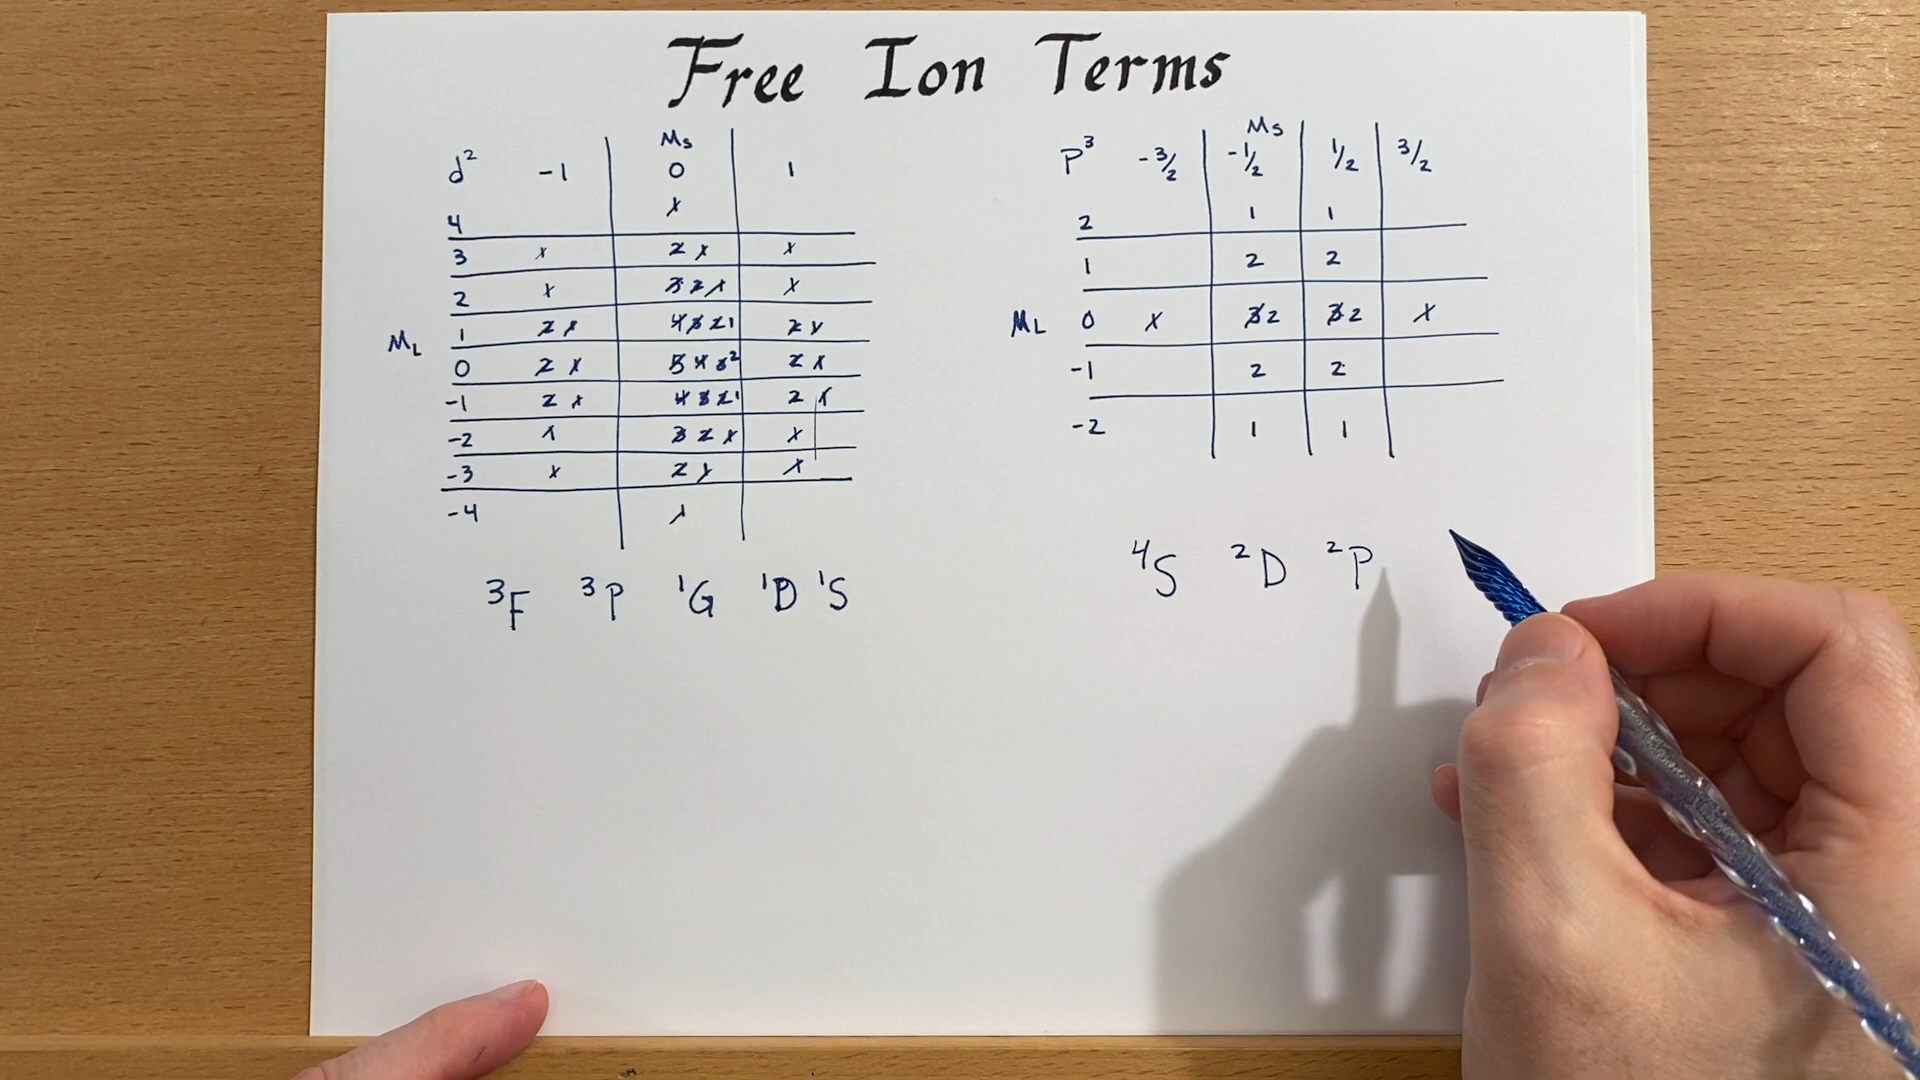 Free Ion Terms
Ms
d² -1 0 1
4 x
3 x 2 x x
2 x 3 2 x x
1 2 x 4 3 2 1 2 x
ML
0 2 x 5 4 3 2 2 x
-1 2 x 4 3 2 1 2 x
-2 x 3 2 x x
-3 x 2 x x
-4 x
³F ³P ¹G ¹D ¹S
Ms
P³ -3/2 -1/2 1/2 3/2
2 1 1
1 2 2
ML 0 x 3 2 3 2 x
-1 2 2
-2 1 1
⁴S ²D ²P